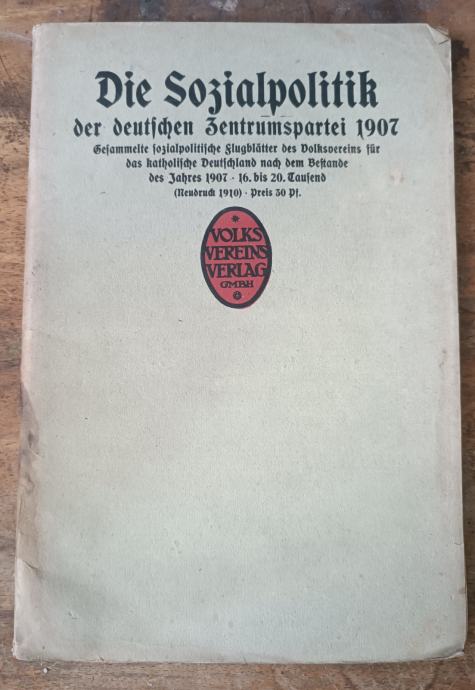 Die Sozialpolitik
der deutſchen Zentrumspartei 1907
Geſammelte ſozialpolitiſche Flugblätter des Volksvereins für
das katholiſche Deutſchland nach dem Beſtande
des Jahres 1907 · 16. bis 20. Tauſend
(Neudruck 1910) · Preis 30 Pf.
VOLKS
VEREINS
VERLAG
GMBH